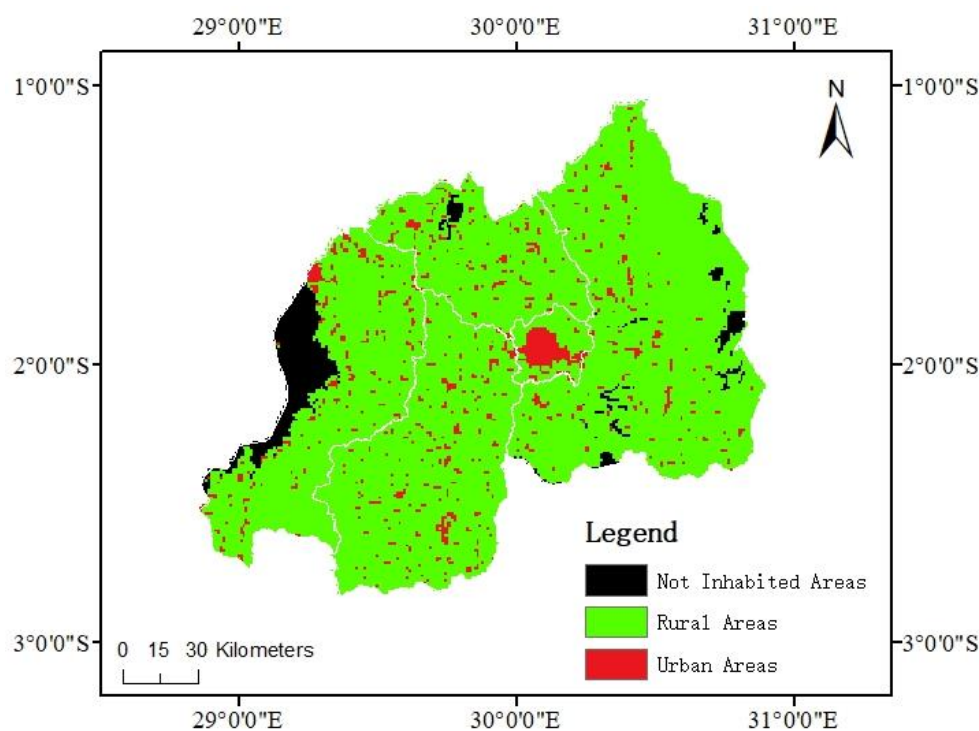 29°0'0"E 30°0'0"E 31°0'0"E
1°0'0"S 1°0'0"S
N
2°0'0"S 2°0'0"S
Legend
Not Inhabited Areas
Rural Areas
Urban Areas
3°0'0"S 3°0'0"S
0 15 30 Kilometers
29°0'0"E 30°0'0"E 31°0'0"E